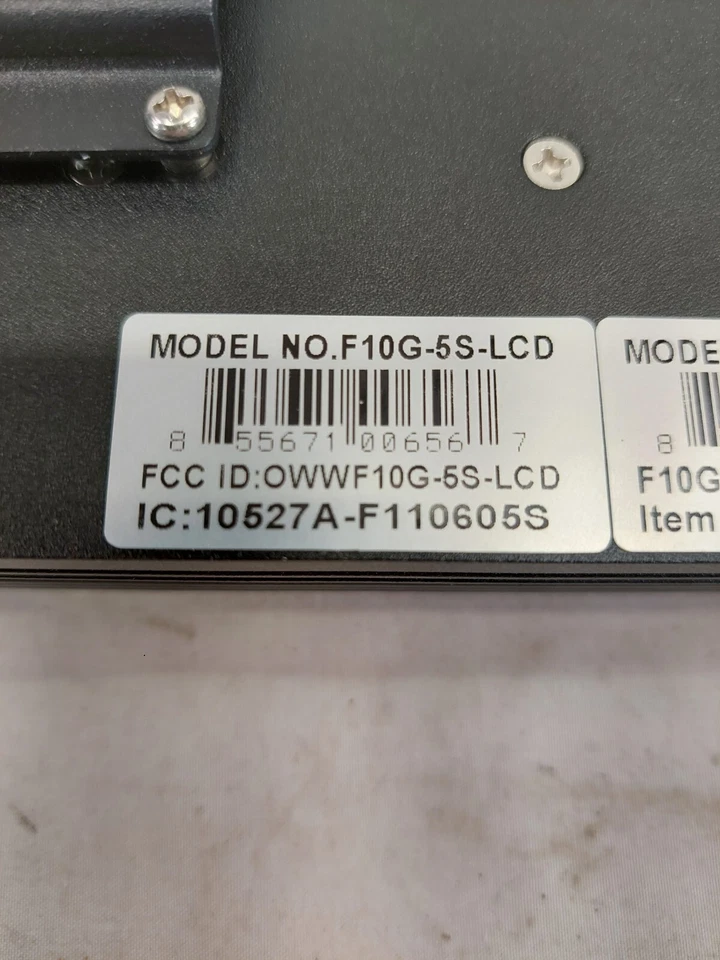 MODEL NO.F10G-5S-LCD
8 55671 00656 7
FCC ID:OWWF10G-5S-LCD
IC:10527A-F110605S
MODE
8
F10G
Item